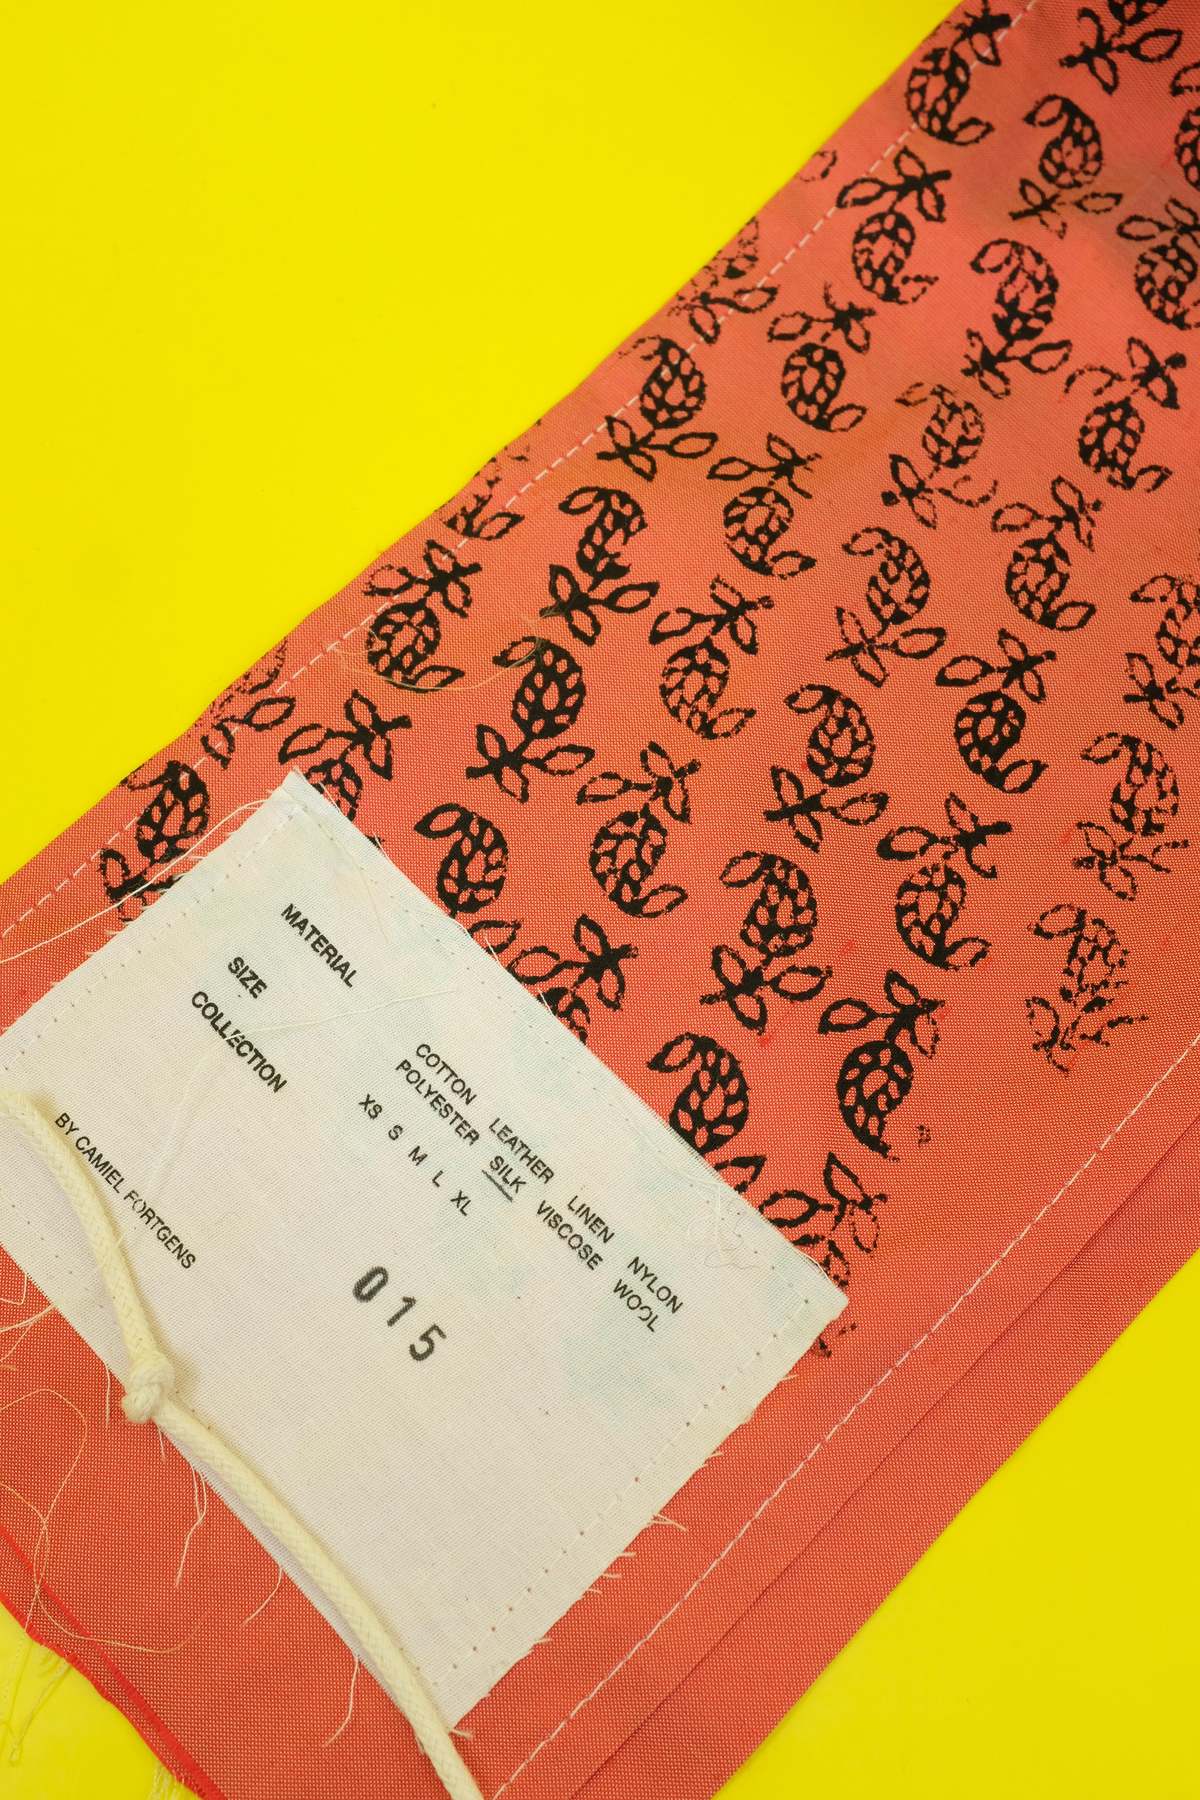 MATERIAL
COTTON LEATHER LINEN NYLON
POLYESTER SILK VISCOSE WOOL
SIZE
XS S M L XL
COLLECTION
015
BY CAMIEL FORTGENS